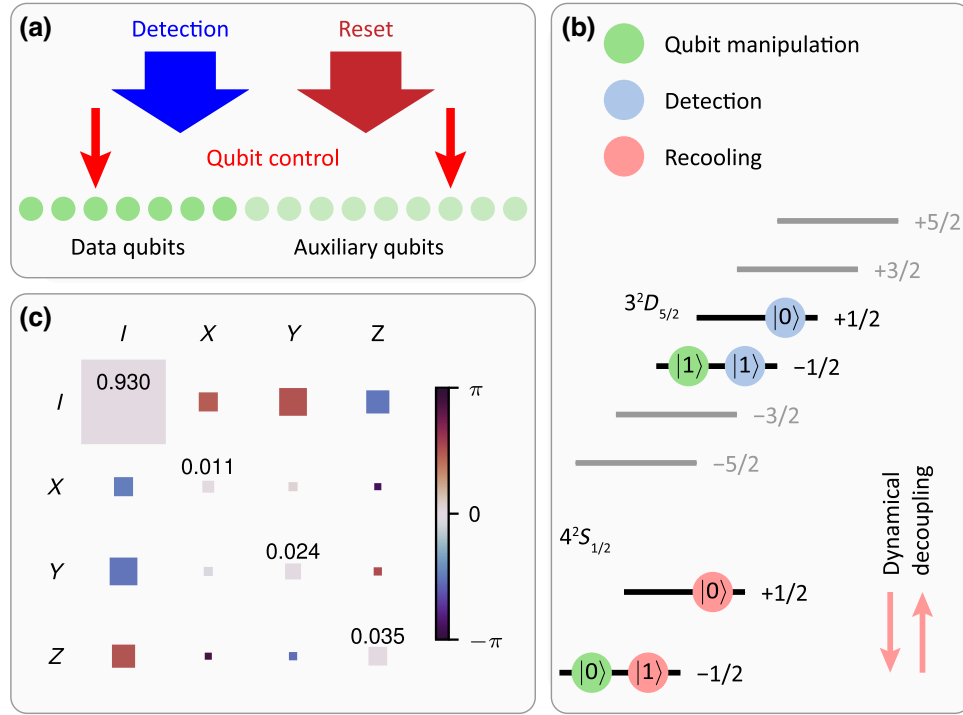 (a)
Detection
Reset
Qubit control
Data qubits
Auxiliary qubits
(b)
Qubit manipulation
Detection
Recooling
+5/2
+3/2
3²D₅/₂
|0⟩
+1/2
|1⟩ |1⟩
−1/2
−3/2
−5/2
4²S₁/₂
|0⟩
+1/2
|0⟩ |1⟩
−1/2
Dynamical
decoupling
(c)
I X Y Z
I
0.930
X
0.011
Y
0.024
Z
0.035
π
0
−π